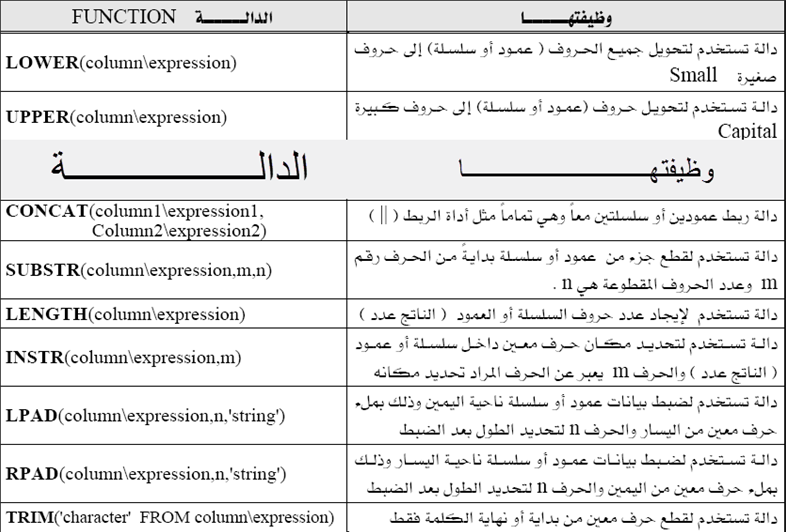 الدالــــــة FUNCTION
وظيفتهـــــــا
LOWER(column\expression)
دالة تستخدم لتحويل جميع الحروف ( عمود أو سلسلة) إلى حروف
صغيرة Small
UPPER(column\expression)
دالة تستخدم لتحويل حروف (عمود أو سلسلة) إلى حروف كبيرة
Capital
الدالــــــــــــة
وظيفتهــــــــــــا
CONCAT(column1\expression1,
Column2\expression2)
دالة ربط عمودين أو سلسلتين معاً وهي تماماً مثل أداة الربط ( || )
SUBSTR(column\expression,m,n)
دالة تستخدم لقطع جزء من عمود أو سلسلة بدايةً من الحرف رقم
m وعدد الحروف المقطوعة هي n .
LENGTH(column\expression)
دالة تستخدم لإيجاد عدد حروف السلسلة أو العمود ( الناتج عدد )
INSTR(column\expression,m)
دالة تستخدم لتحديد مكان حرف معين داخل سلسلة أو عمود
( الناتج عدد ) والحرف m يعبر عن الحرف المراد تحديد مكانه
LPAD(column\expression,n,'string')
دالة تستخدم لضبط بيانات عمود أو سلسلة ناحية اليمين وذلك بملء
حرف معين من اليسار والحرف n لتحديد الطول بعد الضبط
RPAD(column\expression,n,'string')
دالة تستخدم لضبط بيانات عمود أو سلسلة ناحية اليسار وذلك
بملء حرف معين من اليمين والحرف n لتحديد الطول بعد الضبط
TRIM('character' FROM column\expression)
دالة تستخدم لقطع حرف معين من بداية أو نهاية الكلمة فقط